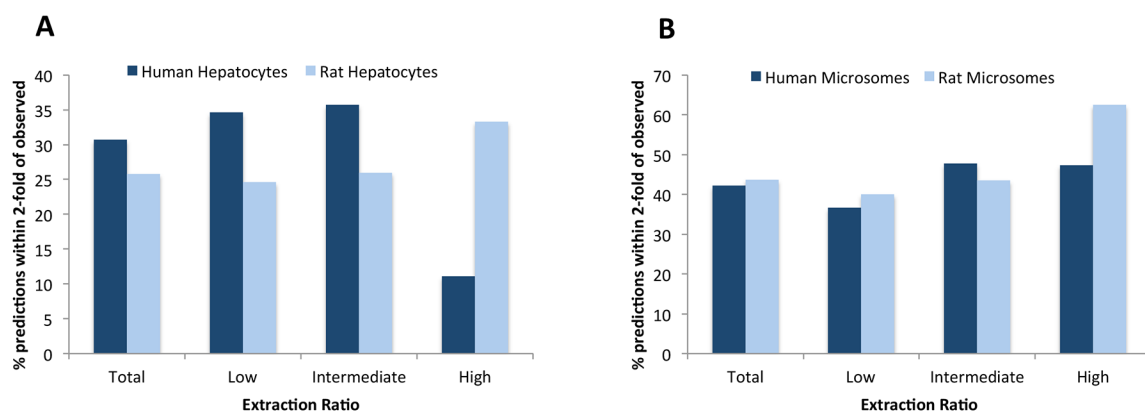 A
% predictions within 2-fold of observed
40
35
30
25
20
15
10
5
0
Human Hepatocytes
Rat Hepatocytes
Total
Low
Intermediate
High
Extraction Ratio
B
% predictions within 2-fold of observed
70
60
50
40
30
20
10
0
Human Microsomes
Rat Microsomes
Total
Low
Intermediate
High
Extraction Ratio